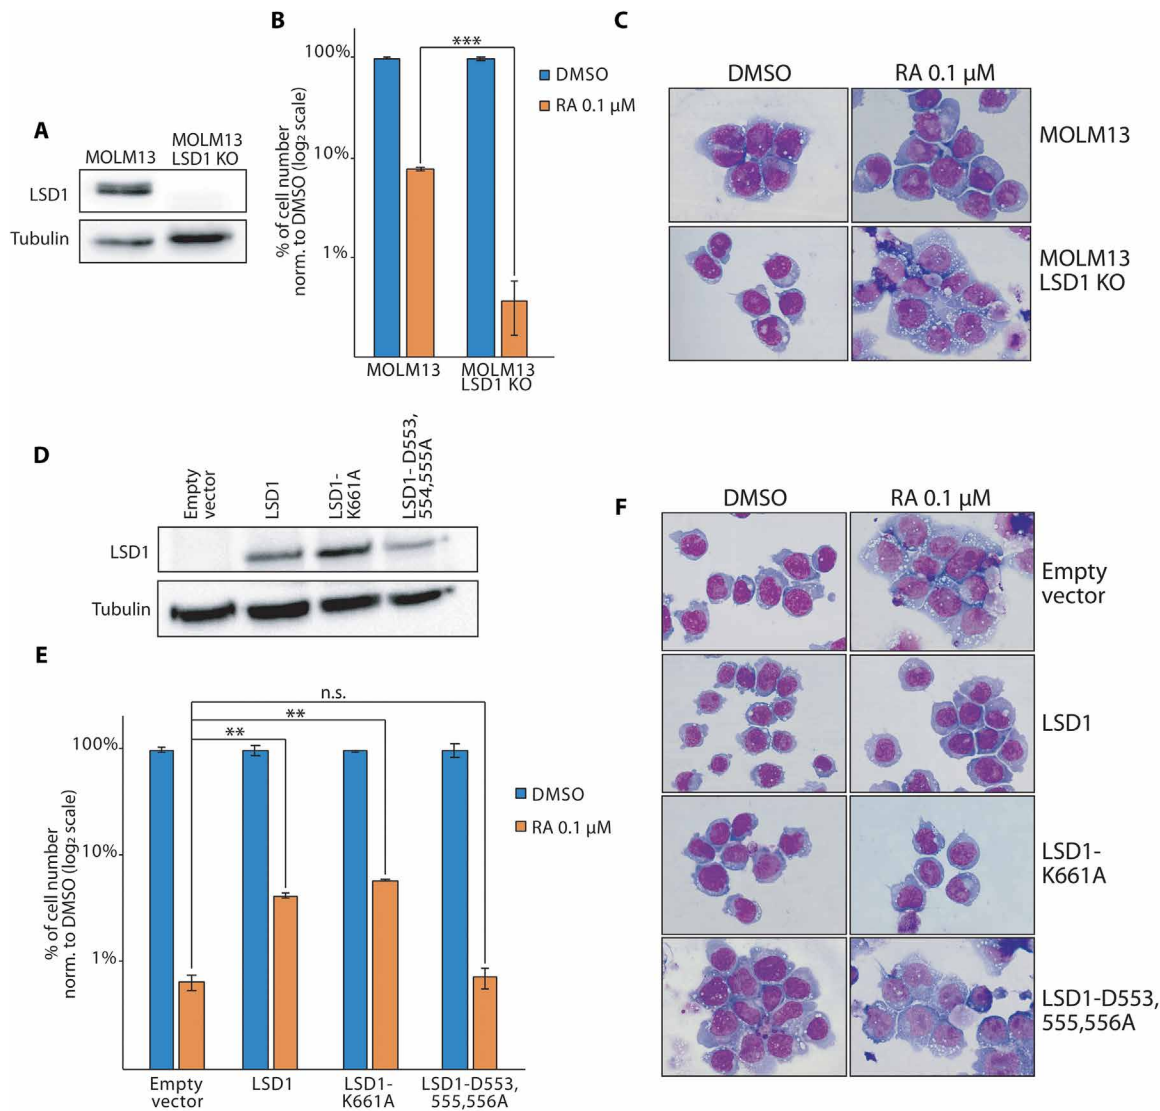 A
MOLM13
MOLM13
LSD1 KO
LSD1
Tubulin
B
% of cell number
norm. to DMSO (log₂ scale)
100%
10%
1%
***
DMSO
RA 0.1 µM
MOLM13
MOLM13
LSD1 KO
C
DMSO
RA 0.1 µM
MOLM13
MOLM13
LSD1 KO
D
Empty
vector
LSD1
LSD1-
K661A
LSD1- D553,
554,555A
LSD1
Tubulin
E
% of cell number
norm. to DMSO (log₂ scale)
100%
10%
1%
n.s.
**
**
DMSO
RA 0.1 µM
Empty
vector
LSD1
LSD1-
K661A
LSD1-D553,
555,556A
F
DMSO
RA 0.1 µM
Empty
vector
LSD1
LSD1-
K661A
LSD1-D553,
555,556A